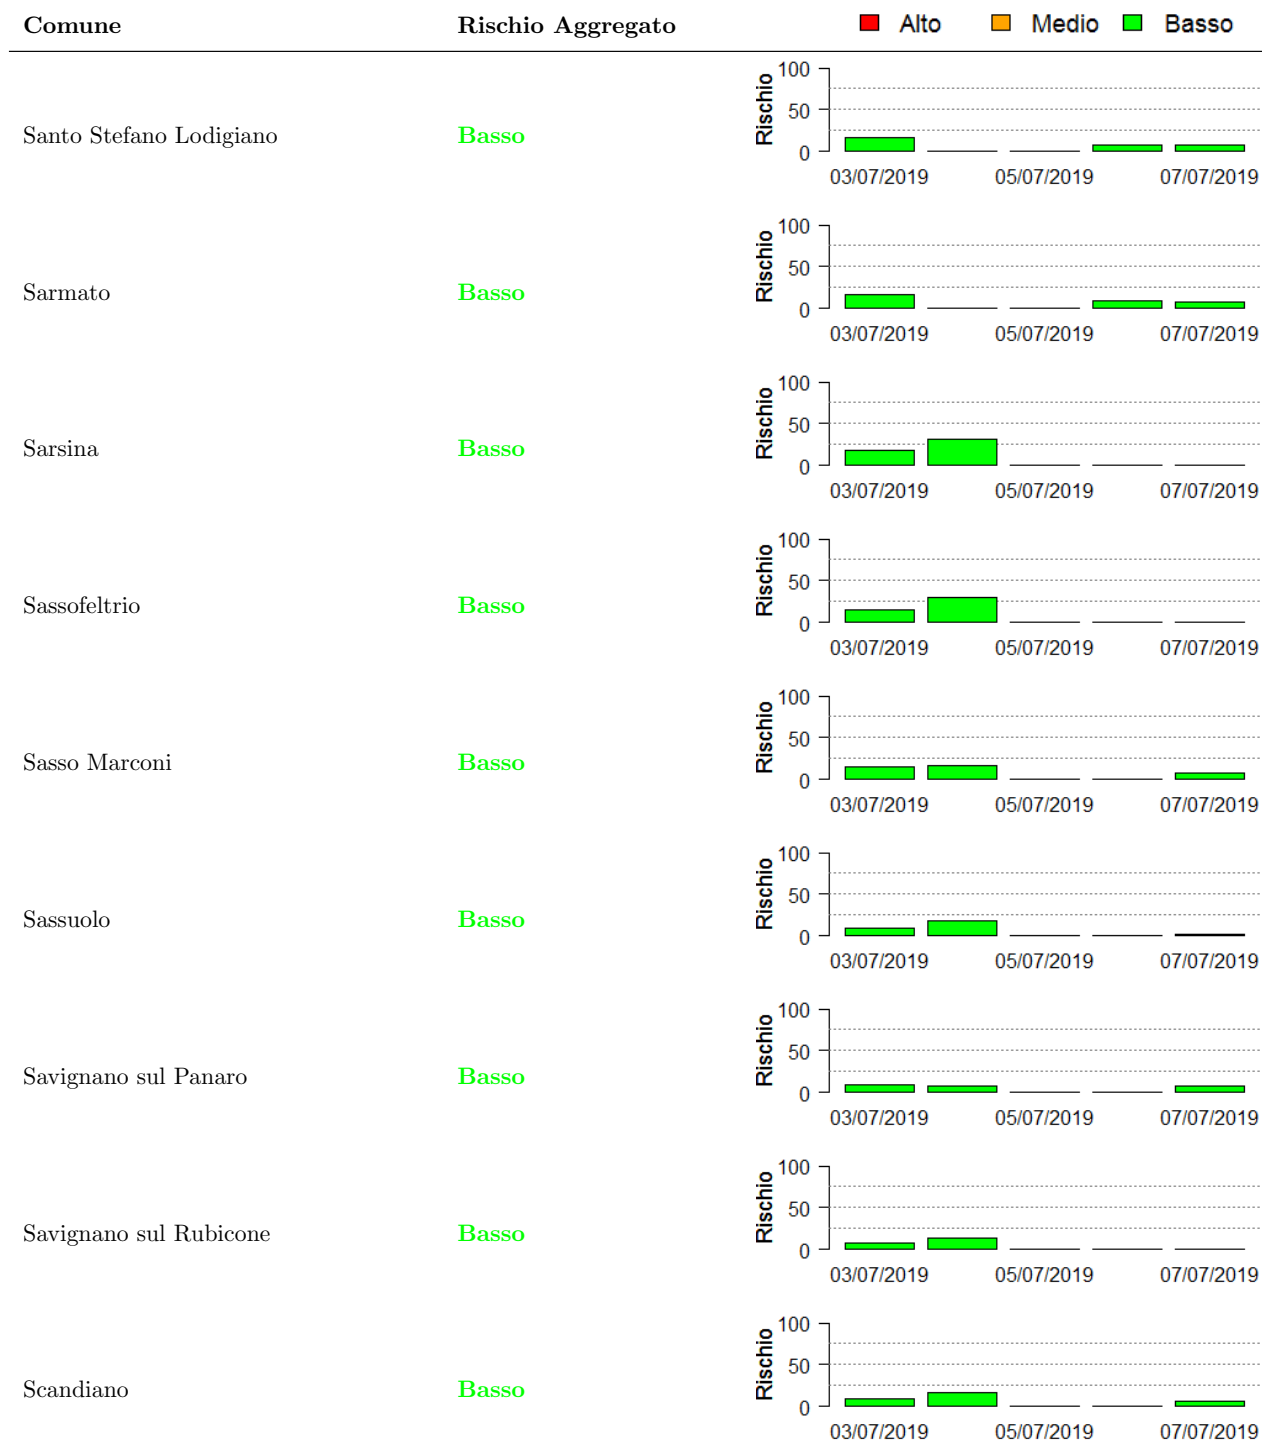 Comune Rischio Aggregato Alto Medio Basso
100
50
0
Rischio
Santo Stefano Lodigiano Basso
03/07/2019 05/07/2019 07/07/2019
100
50
0
Rischio
Sarmato Basso
03/07/2019 05/07/2019 07/07/2019
100
50
0
Rischio
Sarsina Basso
03/07/2019 05/07/2019 07/07/2019
100
50
0
Rischio
Sassofeltrio Basso
03/07/2019 05/07/2019 07/07/2019
100
50
0
Rischio
Sasso Marconi Basso
03/07/2019 05/07/2019 07/07/2019
100
50
0
Rischio
Sassuolo Basso
03/07/2019 05/07/2019 07/07/2019
100
50
0
Rischio
Savignano sul Panaro Basso
03/07/2019 05/07/2019 07/07/2019
100
50
0
Rischio
Savignano sul Rubicone Basso
03/07/2019 05/07/2019 07/07/2019
100
50
0
Rischio
Scandiano Basso
03/07/2019 05/07/2019 07/07/2019